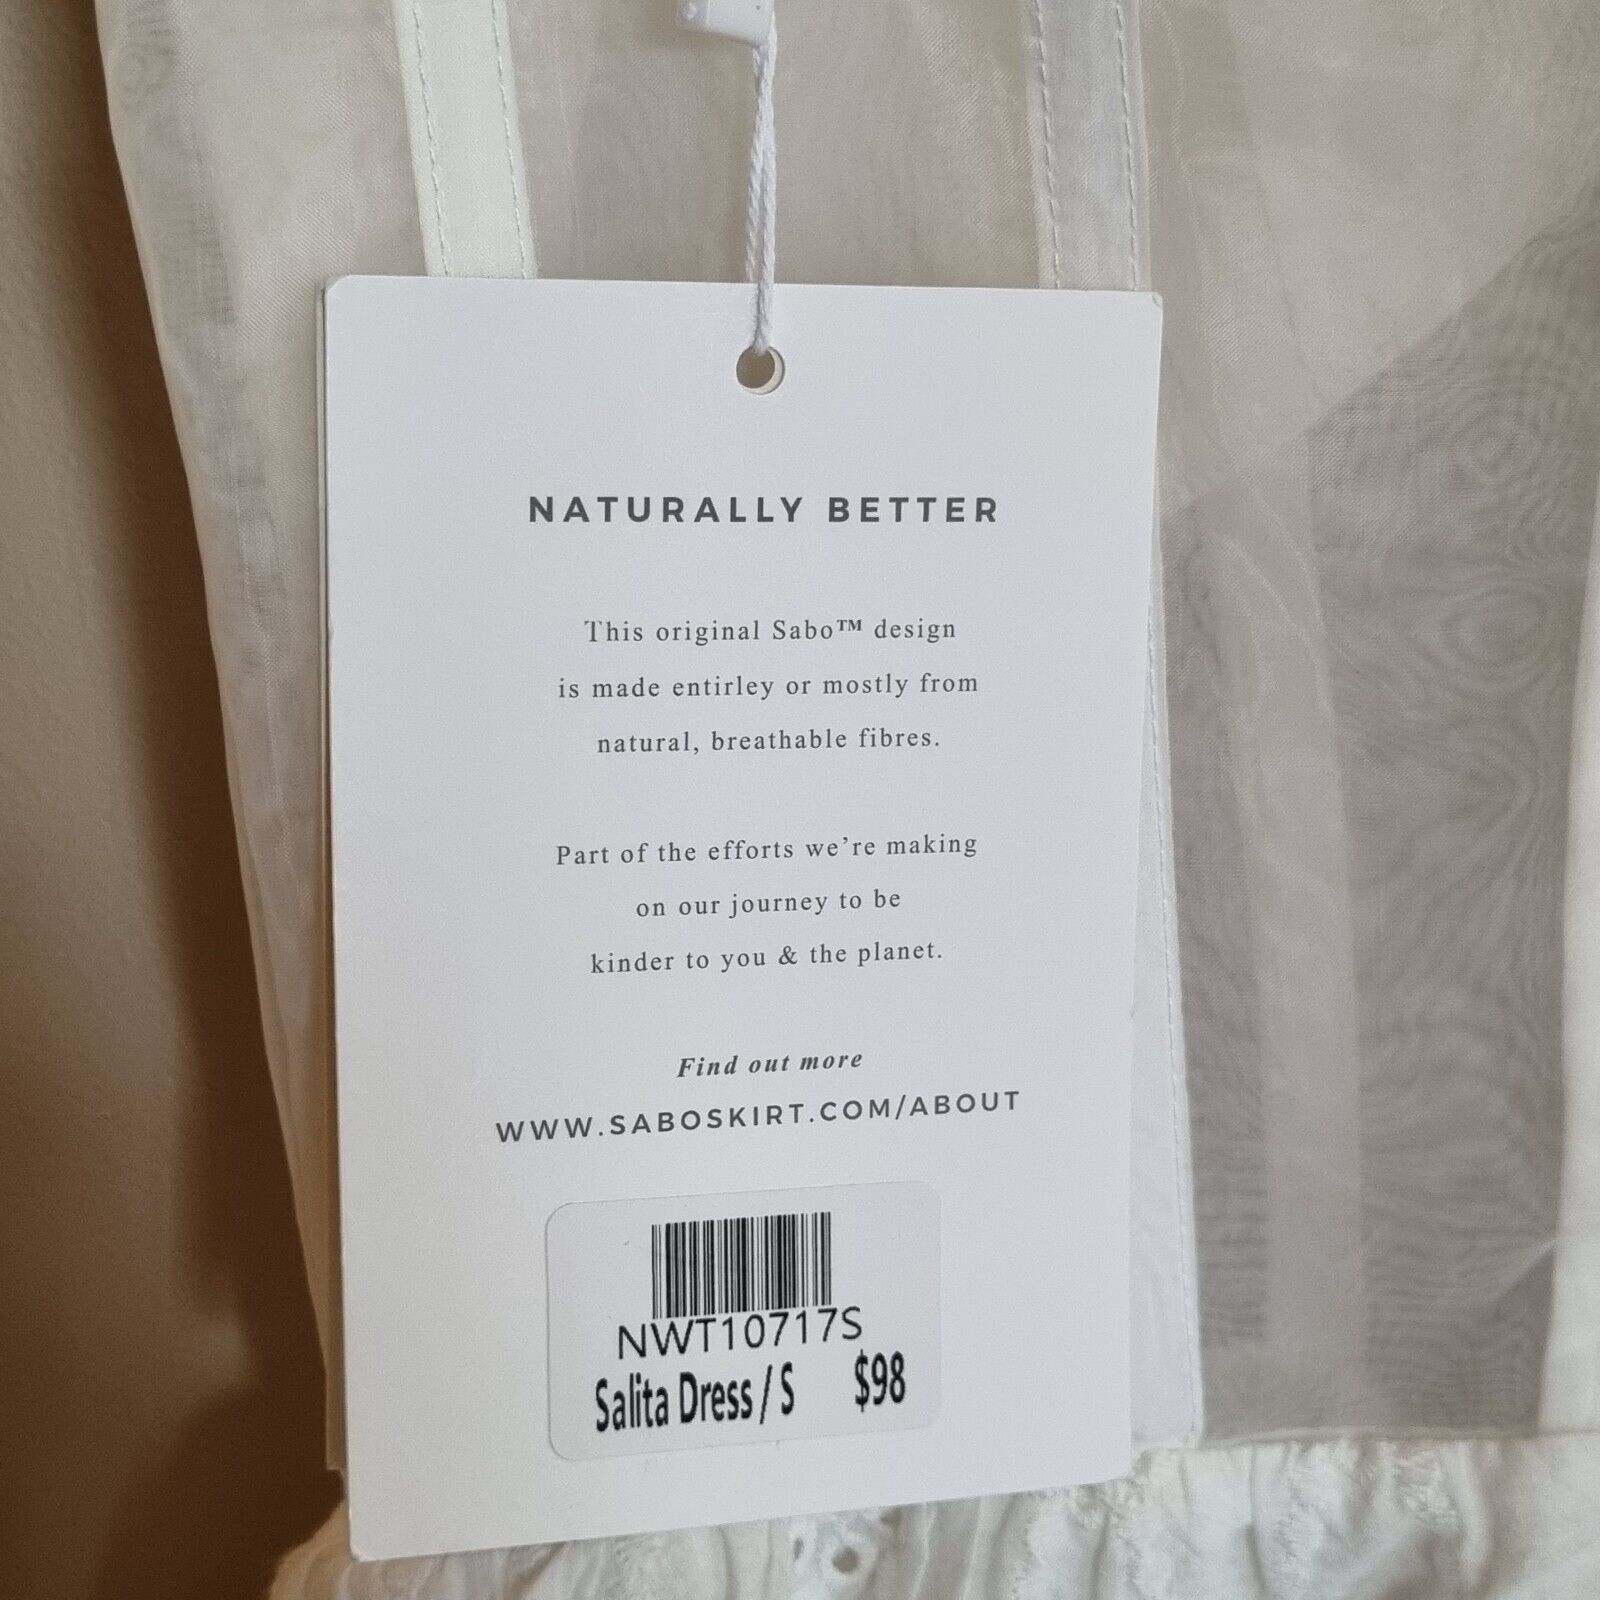 NATURALLY BETTER
This original Sabo™ design
is made entirley or mostly from
natural, breathable fibres.
Part of the efforts we're making
on our journey to be
kinder to you & the planet.
Find out more
WWW.SABOSKIRT.COM/ABOUT
NWT10717S
Salita Dress / S $98